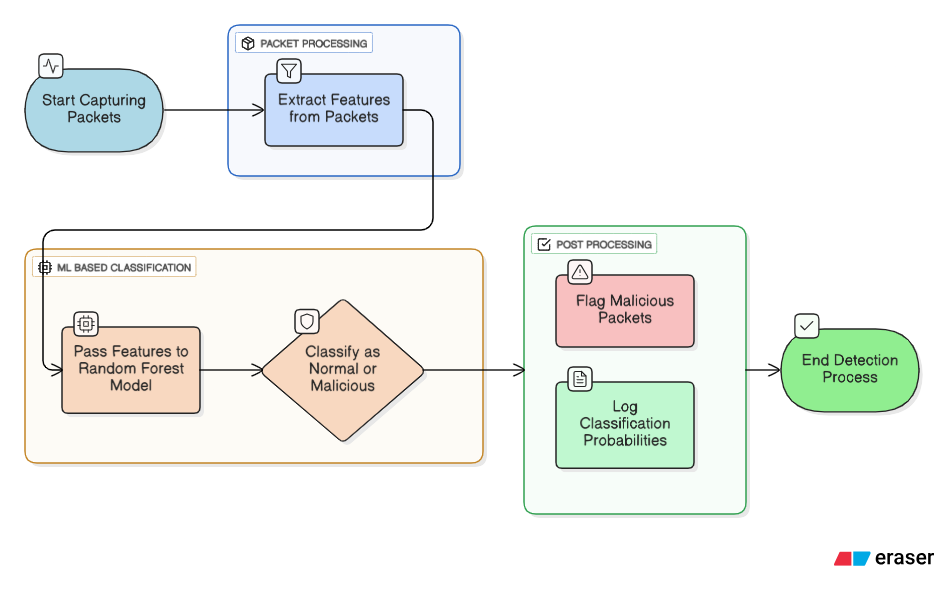 PACKET PROCESSING
Start Capturing
Packets
Extract Features
from Packets
ML BASED CLASSIFICATION
Pass Features to
Random Forest
Model
Classify as
Normal or
Malicious
POST PROCESSING
Flag Malicious
Packets
Log
Classification
Probabilities
End Detection
Process
eraser